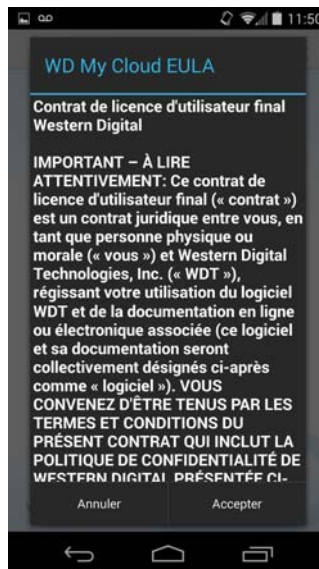 11:50
WD My Cloud EULA
Contrat de licence d'utilisateur final
Western Digital
IMPORTANT – À LIRE
ATTENTIVEMENT: Ce contrat de
licence d'utilisateur final (« contrat »)
est un contrat juridique entre vous, en
tant que personne physique ou
morale (« vous ») et Western Digital
Technologies, Inc. (« WDT »),
régissant votre utilisation du logiciel
WDT et de la documentation en ligne
ou électronique associée (ce logiciel
et sa documentation seront
collectivement désignés ci-après
comme « logiciel »). VOUS
CONVENEZ D'ÊTRE TENUS PAR LES
TERMES ET CONDITIONS DU
PRÉSENT CONTRAT QUI INCLUT LA
POLITIQUE DE CONFIDENTIALITÉ DE
WESTERN DIGITAL PRÉSENTÉE CI-
Annuler Accepter